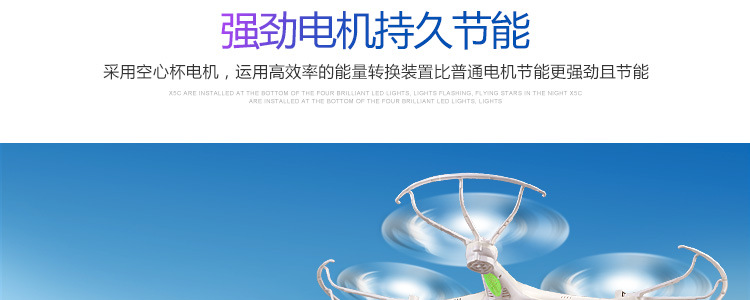 强劲电机持久节能
采用空心杯电机，运用高效率的能量转换装置比普通电机节能更强劲且节能
X5C ARE INSTALLED AT THE BOTTOM OF THE FOUR BRILLIANT LED LIGHTS, LIGHTS FLASHING, FLYING STARS IN THE NIGHT X5C
ARE INSTALLED AT THE BOTTOM OF THE FOUR BRILLIANT LED LIGHTS, LIGHTS